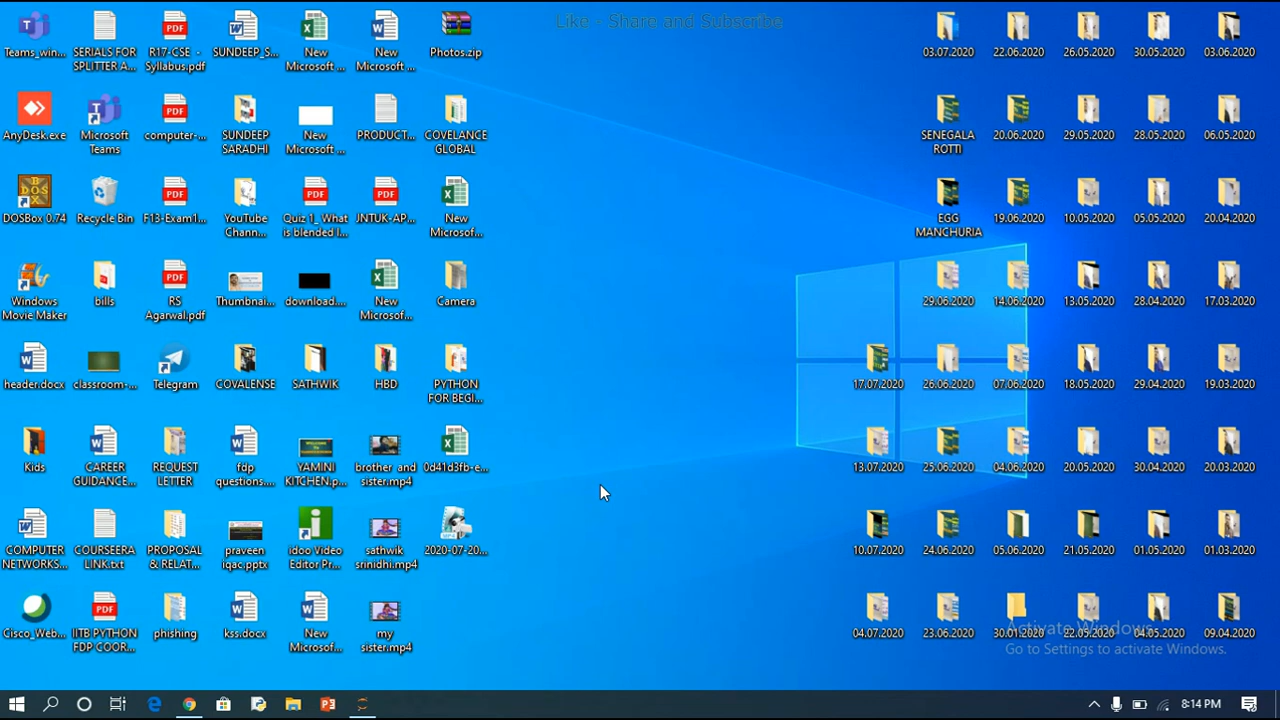 Like - Share and Subscribe
Teams_win...
SERIALS FOR
SPLITTER A...
R17-CSE -
Syllabus.pdf
SUNDEEP_S...
New
Microsoft ...
New
Microsoft ...
Photos.zip
03.07.2020
22.06.2020
26.05.2020
30.05.2020
03.06.2020
AnyDesk.exe
Microsoft
Teams
PDF
computer-...
SUNDEEP
SARADHI
New
Microsoft ...
PRODUCT...
COVELANCE
GLOBAL
SENEGALA
ROTTI
20.06.2020
29.05.2020
28.05.2020
06.05.2020
DOSBox 0.74
Recycle Bin
F13-Exam1...
YouTube
Chann...
Quiz 1_What
is blended l...
JNTUK-AP...
New
Microsof...
EGG
MANCHURIA
19.06.2020
10.05.2020
05.05.2020
20.04.2020
Windows
Movie Maker
bills
RS
Agarwal.pdf
Thumbnai...
download....
New
Microsof...
Camera
29.06.2020
14.06.2020
13.05.2020
28.04.2020
17.03.2020
header.docx
classroom-...
Telegram
COVALENSE
SATHWIK
HBD
PYTHON
FOR BEGI...
17.07.2020
26.06.2020
07.06.2020
18.05.2020
29.04.2020
19.03.2020
Kids
CAREER
GUIDANCE...
REQUEST
LETTER
fdp
questions....
YAMINI
KITCHEN.p...
brother and
sister.mp4
0d41d3fb-e...
13.07.2020
25.06.2020
04.06.2020
20.05.2020
30.04.2020
20.03.2020
COMPUTER
NETWORKS...
COURSEERA
LINK.txt
PROPOSAL
& RELAT...
praveen
iqac.pptx
idoo Video
Editor Pr...
sathwik
srinidhi.mp4
2020-07-20...
10.07.2020
24.06.2020
05.06.2020
21.05.2020
01.05.2020
01.03.2020
Cisco_Web...
IITB PYTHON
FDP COOR...
phishing
kss.docx
New
Microsof...
my
sister.mp4
04.07.2020
23.06.2020
30.01.2020
22.05.2020
04.05.2020
09.04.2020
Activate Windows
Go to Settings to activate Windows.
8:14 PM